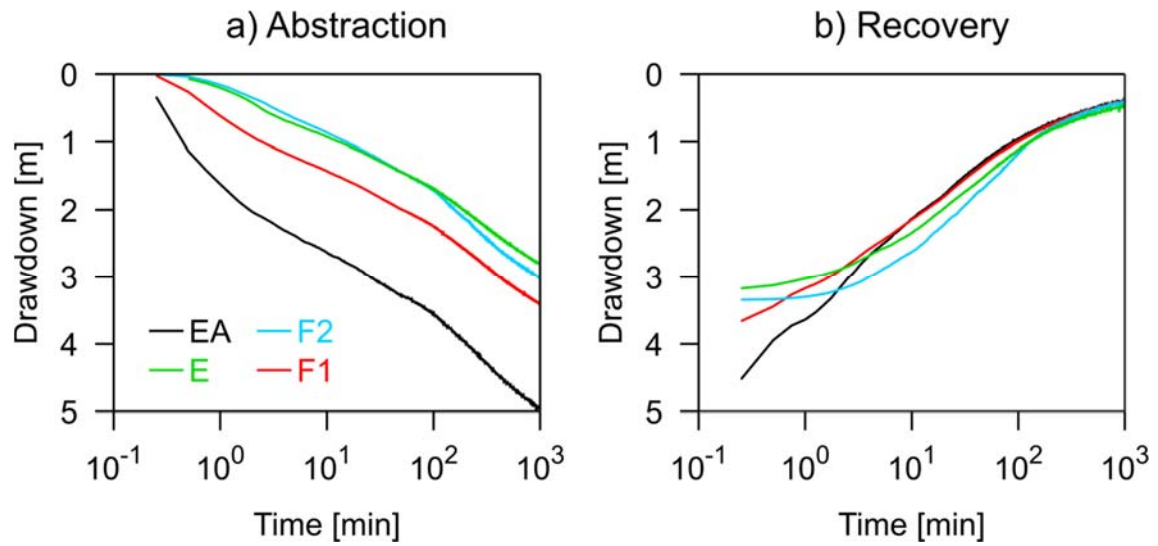 a) Abstraction
0
1
2
3
4
5
Drawdown [m]
EA
F2
E
F1
10⁻¹ 10⁰ 10¹ 10² 10³
Time [min]
b) Recovery
0
1
2
3
4
5
Drawdown [m]
10⁻¹ 10⁰ 10¹ 10² 10³
Time [min]